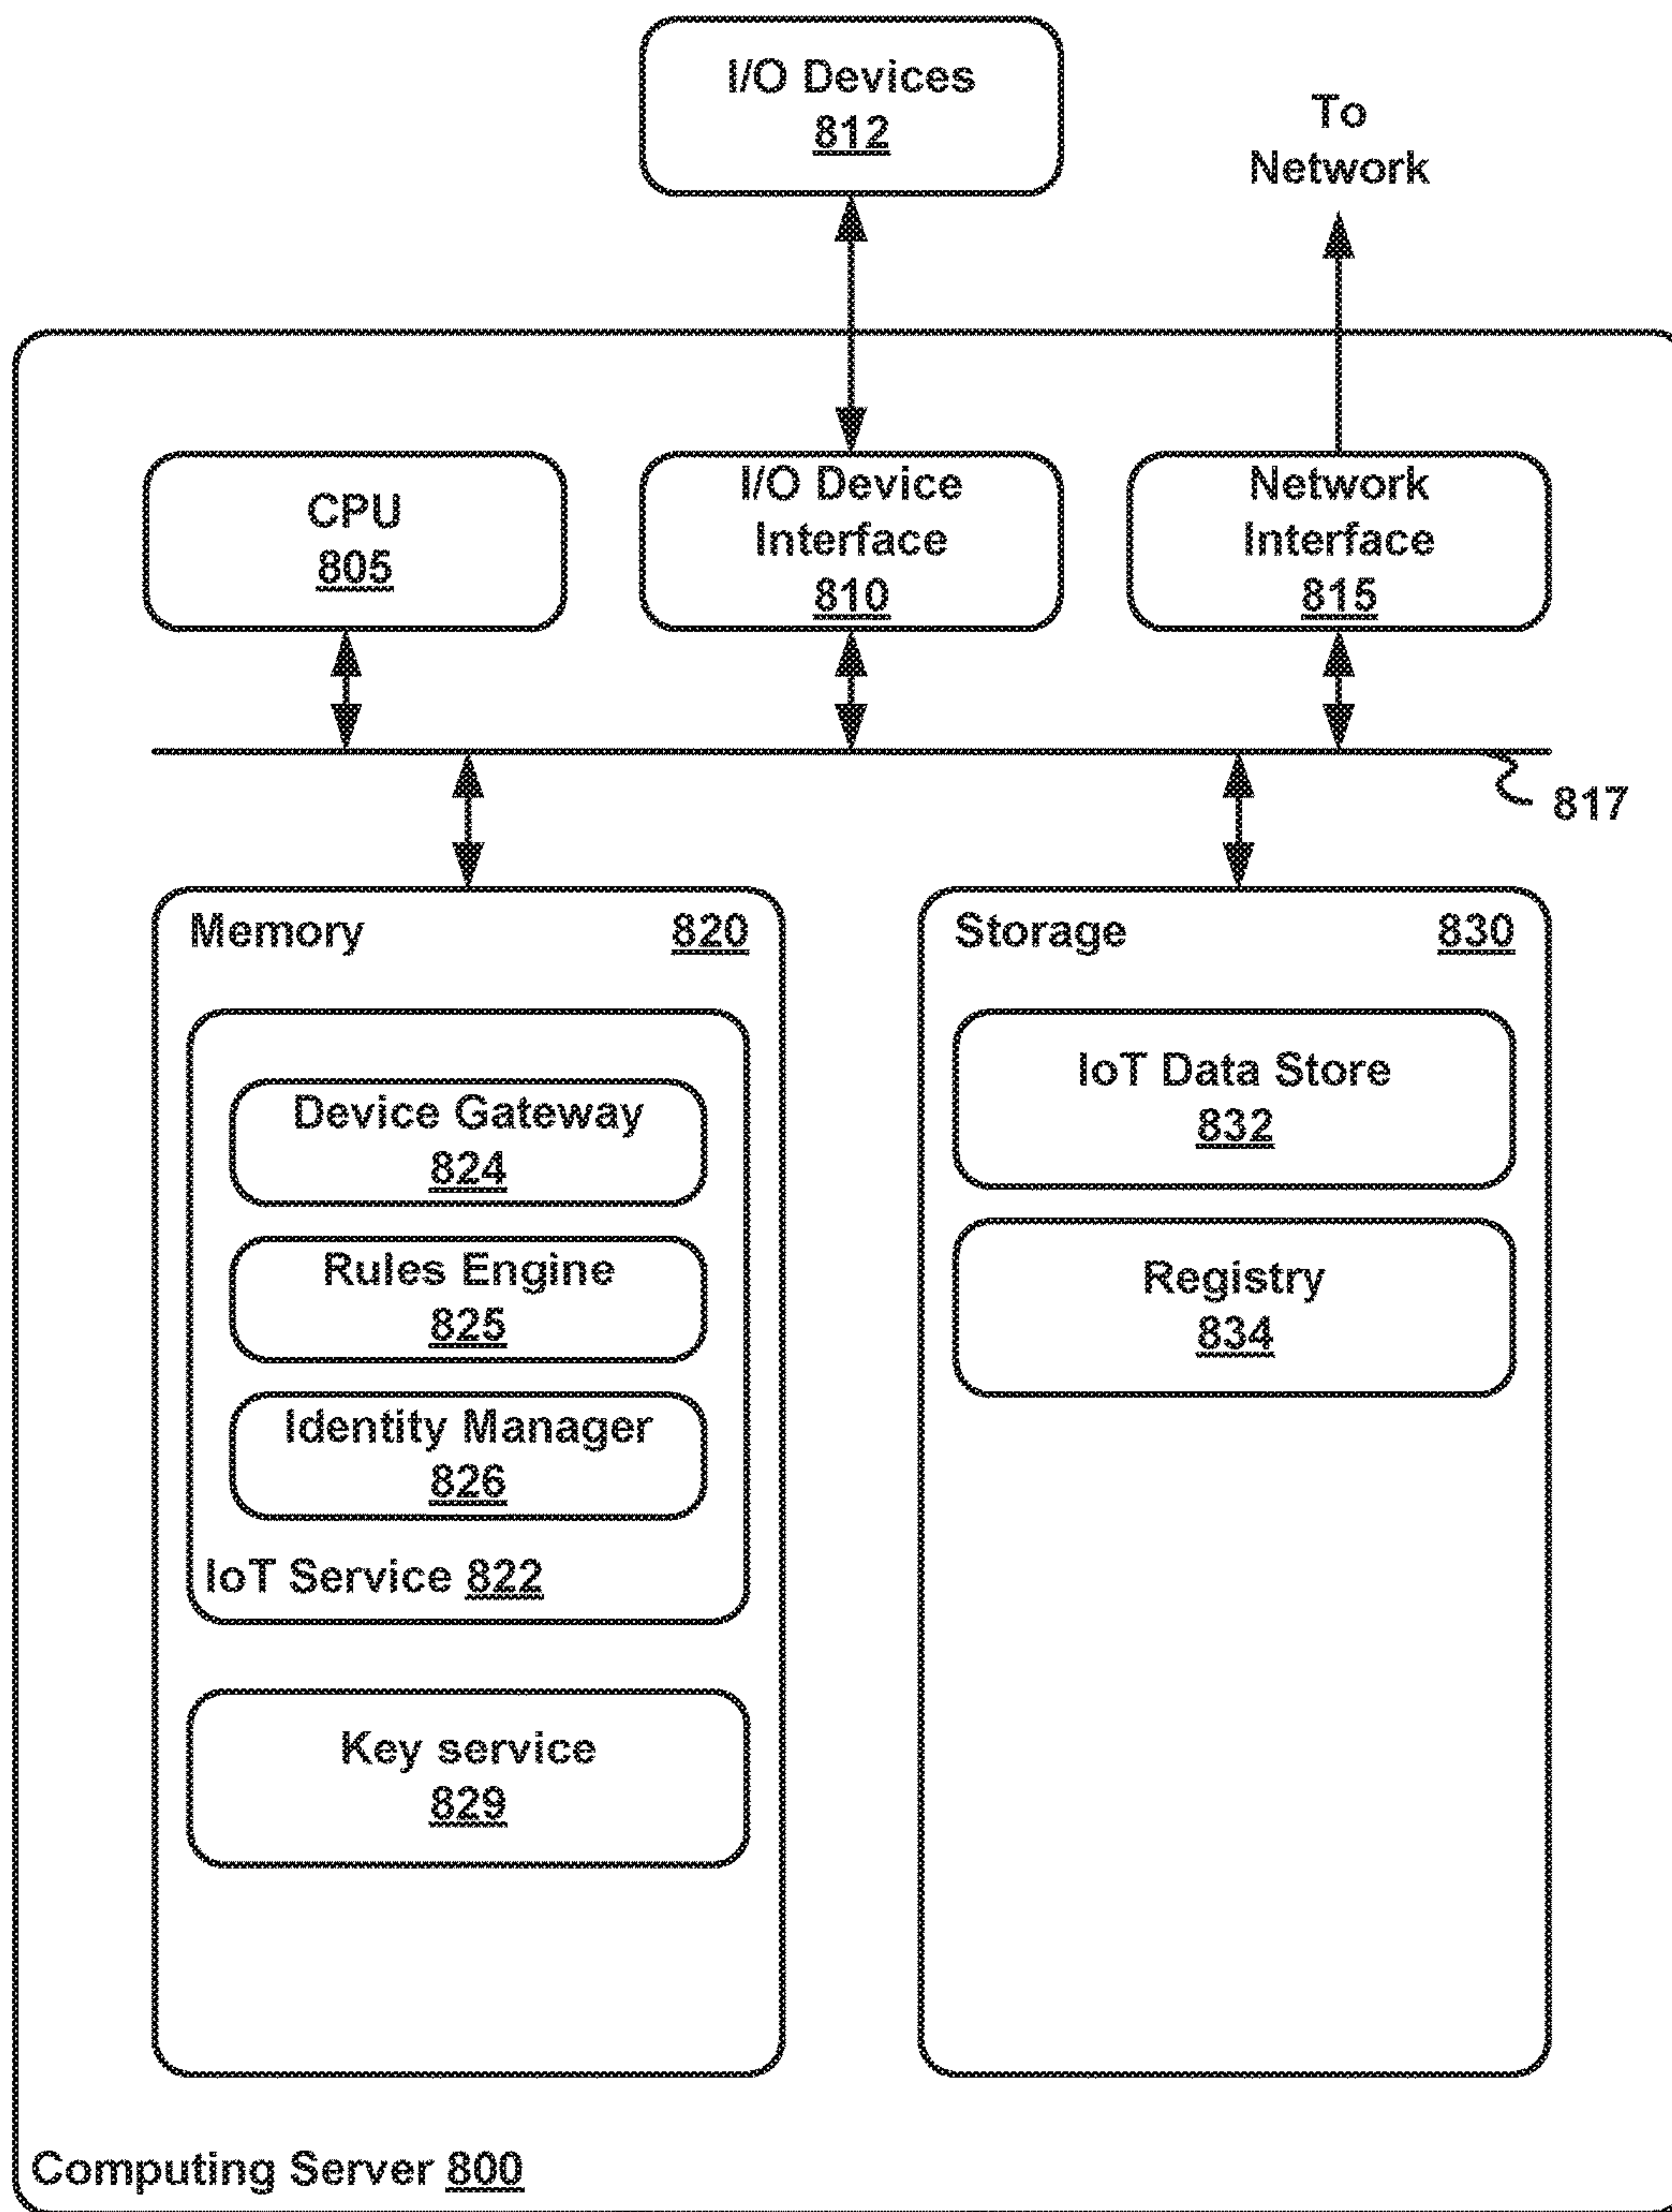 I/O Devices
812
To
Network
CPU
805
I/O Device
Interface
810
Network
Interface
815
817
Memory 820
Device Gateway
824
Rules Engine
825
Identity Manager
826
IoT Service 822
Key service
829
Storage 830
IoT Data Store
832
Registry
834
Computing Server 800